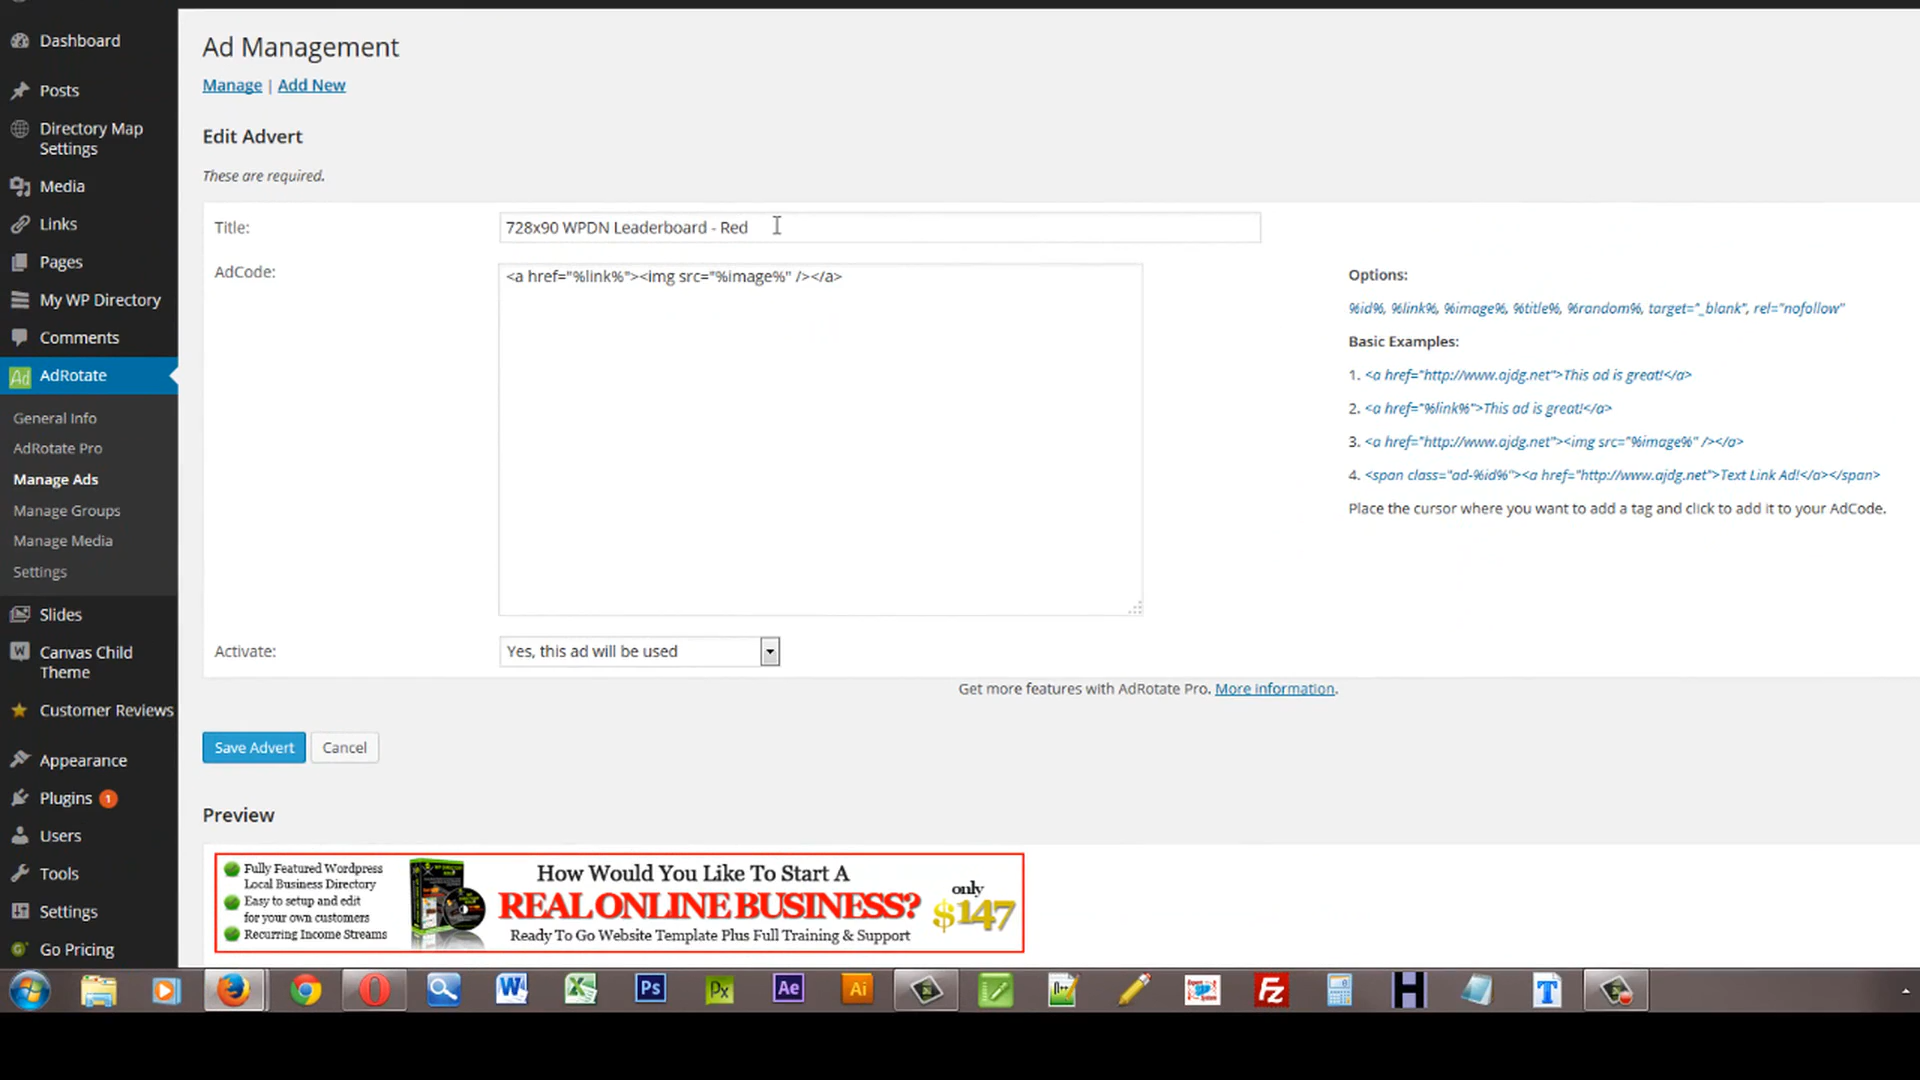 Dashboard
Posts
Directory Map
Settings
Media
Links
Pages
My WP Directory
Comments
Ad
AdRotate
General Info
AdRotate Pro
Manage Ads
Manage Groups
Manage Media
Settings
Slides
Canvas Child
Theme
Customer Reviews
Appearance
Plugins 1
Users
Tools
Settings
Go Pricing
Ad Management
Manage | Add New
Edit Advert
These are required.
Title:
728x90 WPDN Leaderboard - Red
AdCode:
<a href="%link%"><img src="%image%" /></a>
Options:
%id%, %link%, %image%, %title%, %random%, target="_blank", rel="nofollow"
Basic Examples:
1. <a href="http://www.ajdg.net">This ad is great!</a>
2. <a href="%link%">This ad is great!</a>
3. <a href="http://www.ajdg.net"><img src="%image%" /></a>
4. <span class="ad-%id%"><a href="http://www.ajdg.net">Text Link Ad!</a></span>
Place the cursor where you want to add a tag and click to add it to your AdCode.
Activate:
Yes, this ad will be used
Get more features with AdRotate Pro. More information.
Save Advert
Cancel
Preview
Fully Featured Wordpress
Local Business Directory
Easy to setup and edit
for your own customers
Recurring Income Streams
How Would You Like To Start A
REAL ONLINE BUSINESS?
Ready To Go Website Template Plus Full Training & Support
only
$147
Ps
Px
Ae
Ai
Fz
H
T